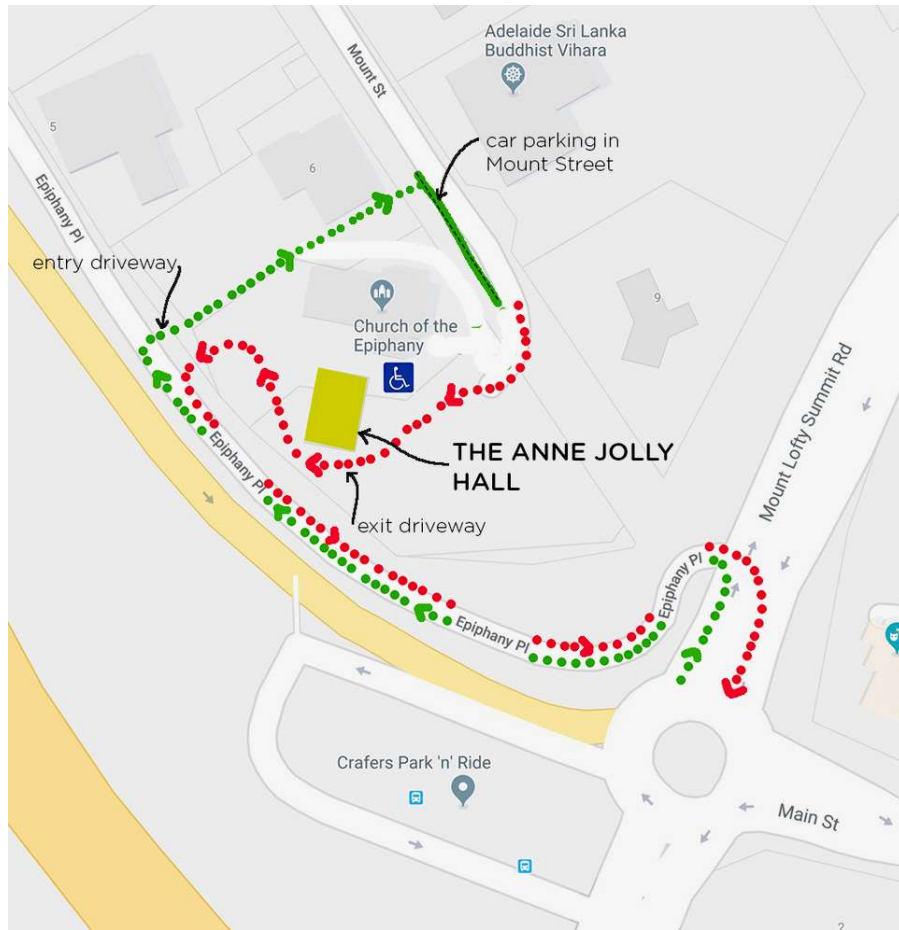 Adelaide Sri Lanka
Buddhist Vihara
Mount St
car parking in
Mount Street
5
6
Epiphany Pl
entry driveway
9
Church of the
Epiphany
Mount Lofty Summit Rd
THE ANNE JOLLY
HALL
Epiphany Pl
exit driveway
Epiphany Pl
Epiphany Pl
Crafers Park 'n' Ride
Main St